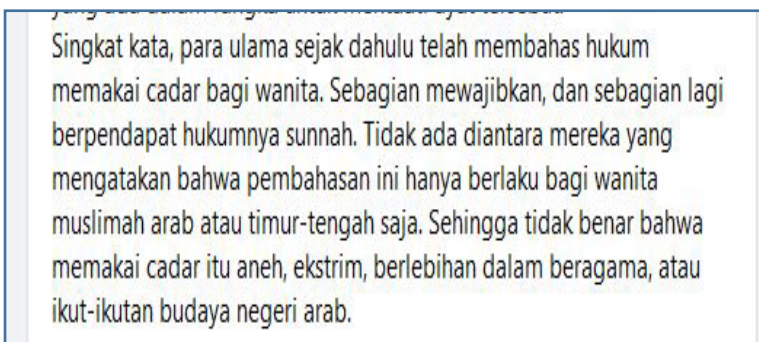 Singkat kata, para ulama sejak dahulu telah membahas hukum
memakai cadar bagi wanita. Sebagian mewajibkan, dan sebagian lagi
berpendapat hukumnya sunnah. Tidak ada diantara mereka yang
mengatakan bahwa pembahasan ini hanya berlaku bagi wanita
muslimah arab atau timur-tengah saja. Sehingga tidak benar bahwa
memakai cadar itu aneh, ekstrim, berlebihan dalam beragama, atau
ikut-ikutan budaya negeri arab.